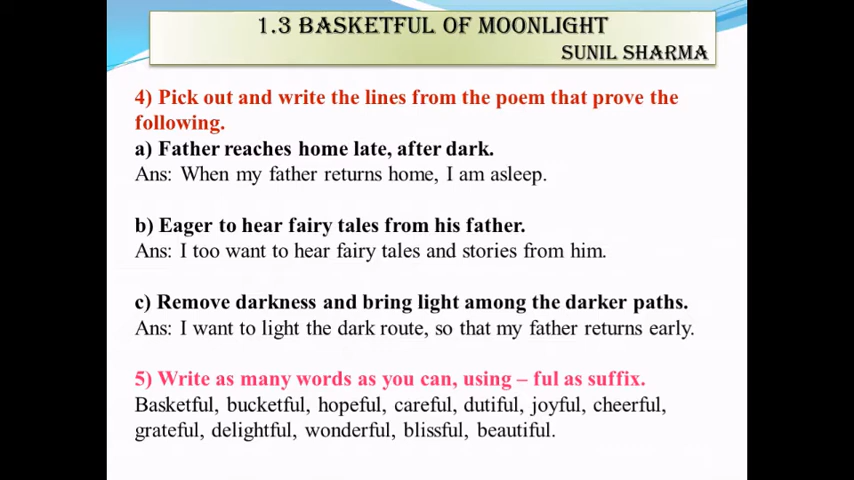 1.3 BASKETFUL OF MOONLIGHT
SUNIL SHARMA
4) Pick out and write the lines from the poem that prove the
following.
a) Father reaches home late, after dark.
Ans: When my father returns home, I am asleep.
b) Eager to hear fairy tales from his father.
Ans: I too want to hear fairy tales and stories from him.
c) Remove darkness and bring light among the darker paths.
Ans: I want to light the dark route, so that my father returns early.
5) Write as many words as you can, using – ful as suffix.
Basketful, bucketful, hopeful, careful, dutiful, joyful, cheerful,
grateful, delightful, wonderful, blissful, beautiful.